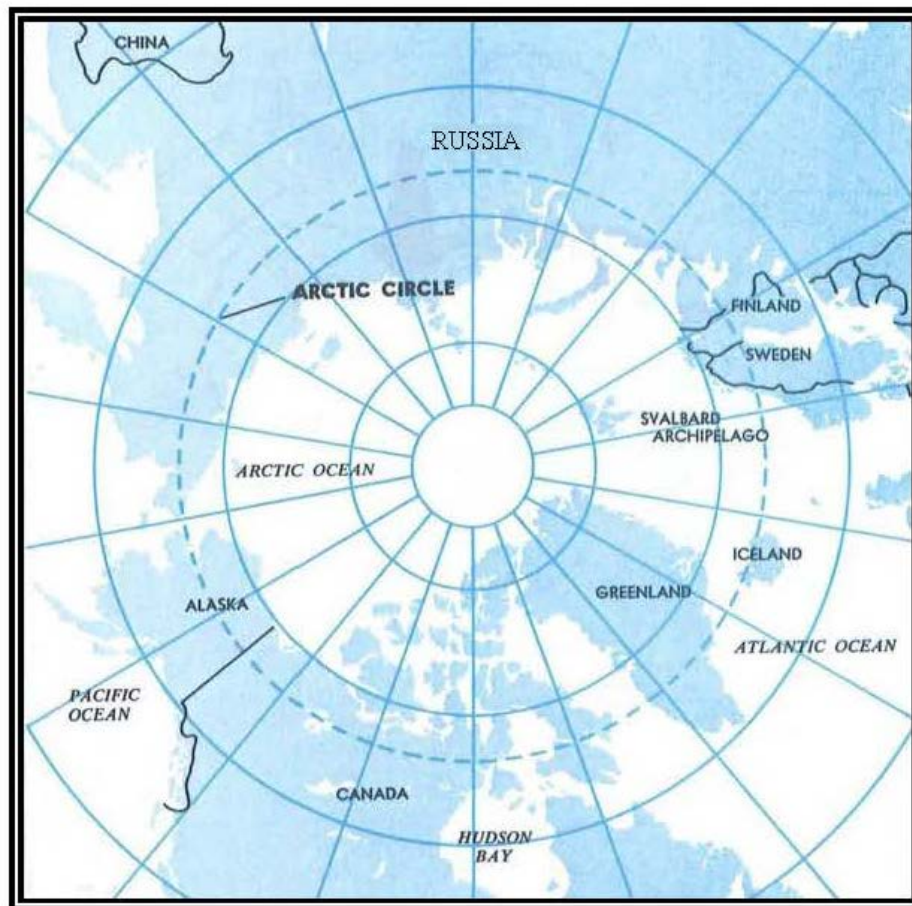 CHINA
RUSSIA
ARCTIC CIRCLE
FINLAND
SWEDEN
SVALBARD
ARCHIPELAGO
ARCTIC OCEAN
ICELAND
GREENLAND
ALASKA
ATLANTIC OCEAN
PACIFIC
OCEAN
CANADA
HUDSON
BAY